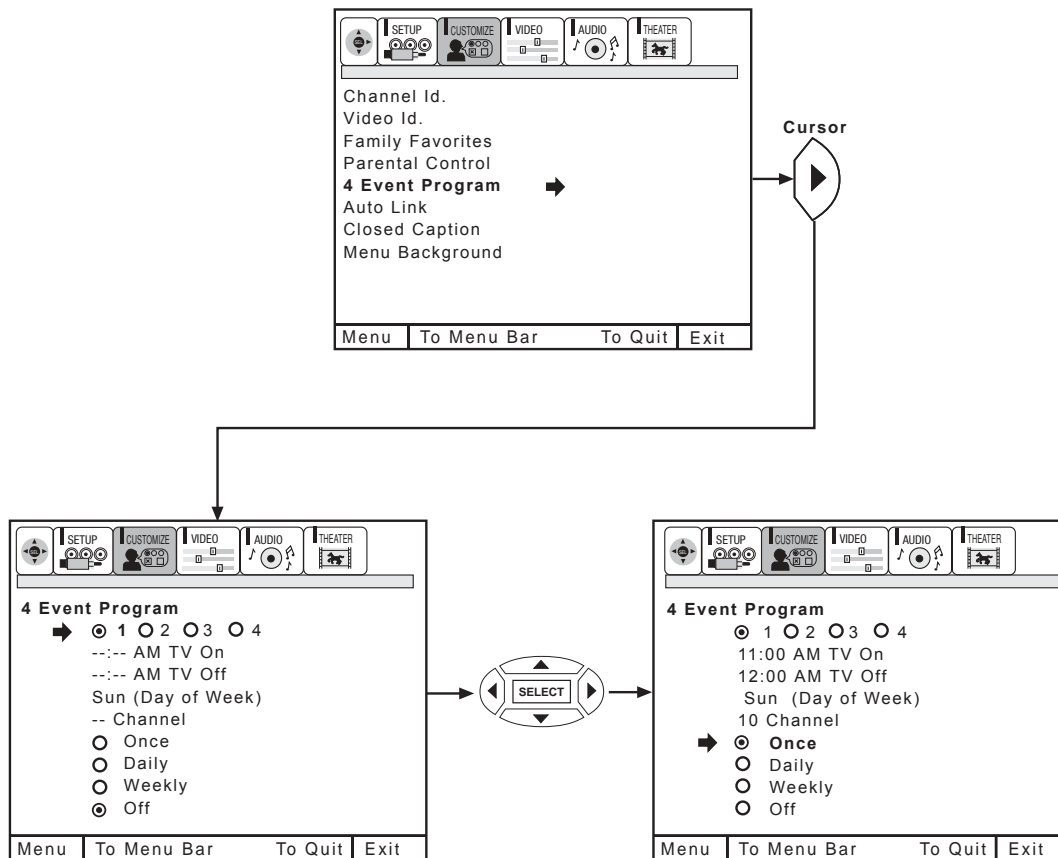 SEL SETUP CUSTOMIZE VIDEO AUDIO THEATER
Channel Id.
Video Id.
Family Favorites
Parental Control
4 Event Program
Auto Link
Closed Caption
Menu Background
Menu To Menu Bar To Quit Exit
Cursor
SEL SETUP CUSTOMIZE VIDEO AUDIO THEATER
4 Event Program
1 2 3 4
--:-- AM TV On
--:-- AM TV Off
Sun (Day of Week)
-- Channel
Once
Daily
Weekly
Off
Menu To Menu Bar To Quit Exit
SELECT
SEL SETUP CUSTOMIZE VIDEO AUDIO THEATER
4 Event Program
1 2 3 4
11:00 AM TV On
12:00 AM TV Off
Sun (Day of Week)
10 Channel
Once
Daily
Weekly
Off
Menu To Menu Bar To Quit Exit